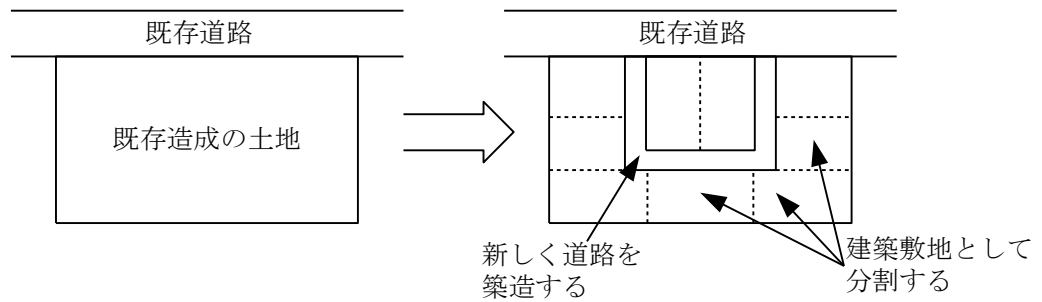 既存道路
既存道路
既存造成の土地
新しく道路を
築造する
建築敷地として
分割する